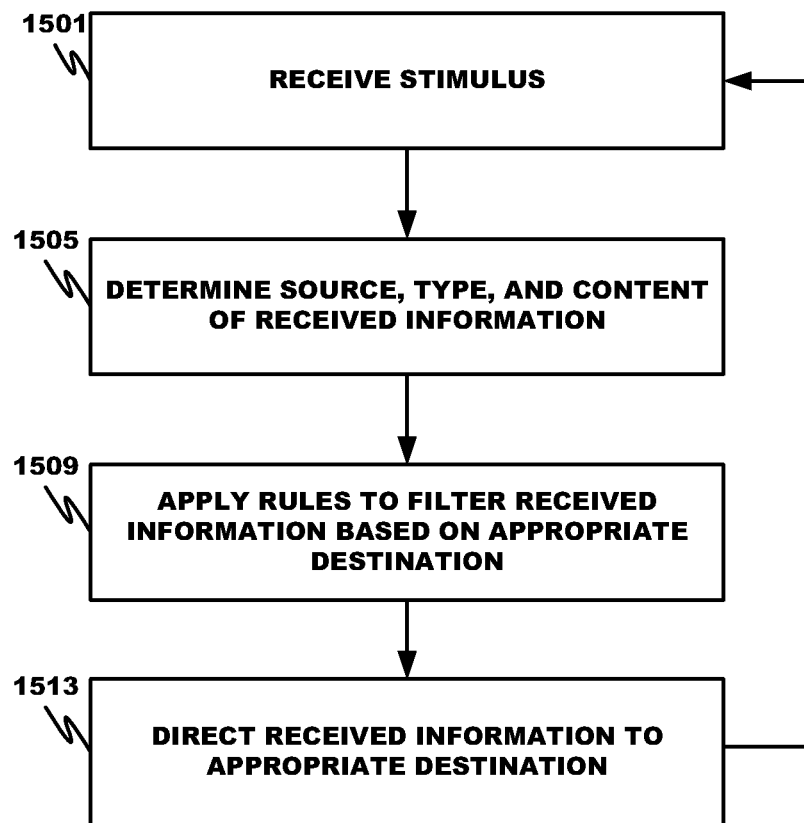 1501
RECEIVE STIMULUS
1505
DETERMINE SOURCE, TYPE, AND CONTENT
OF RECEIVED INFORMATION
1509
APPLY RULES TO FILTER RECEIVED
INFORMATION BASED ON APPROPRIATE
DESTINATION
1513
DIRECT RECEIVED INFORMATION TO
APPROPRIATE DESTINATION